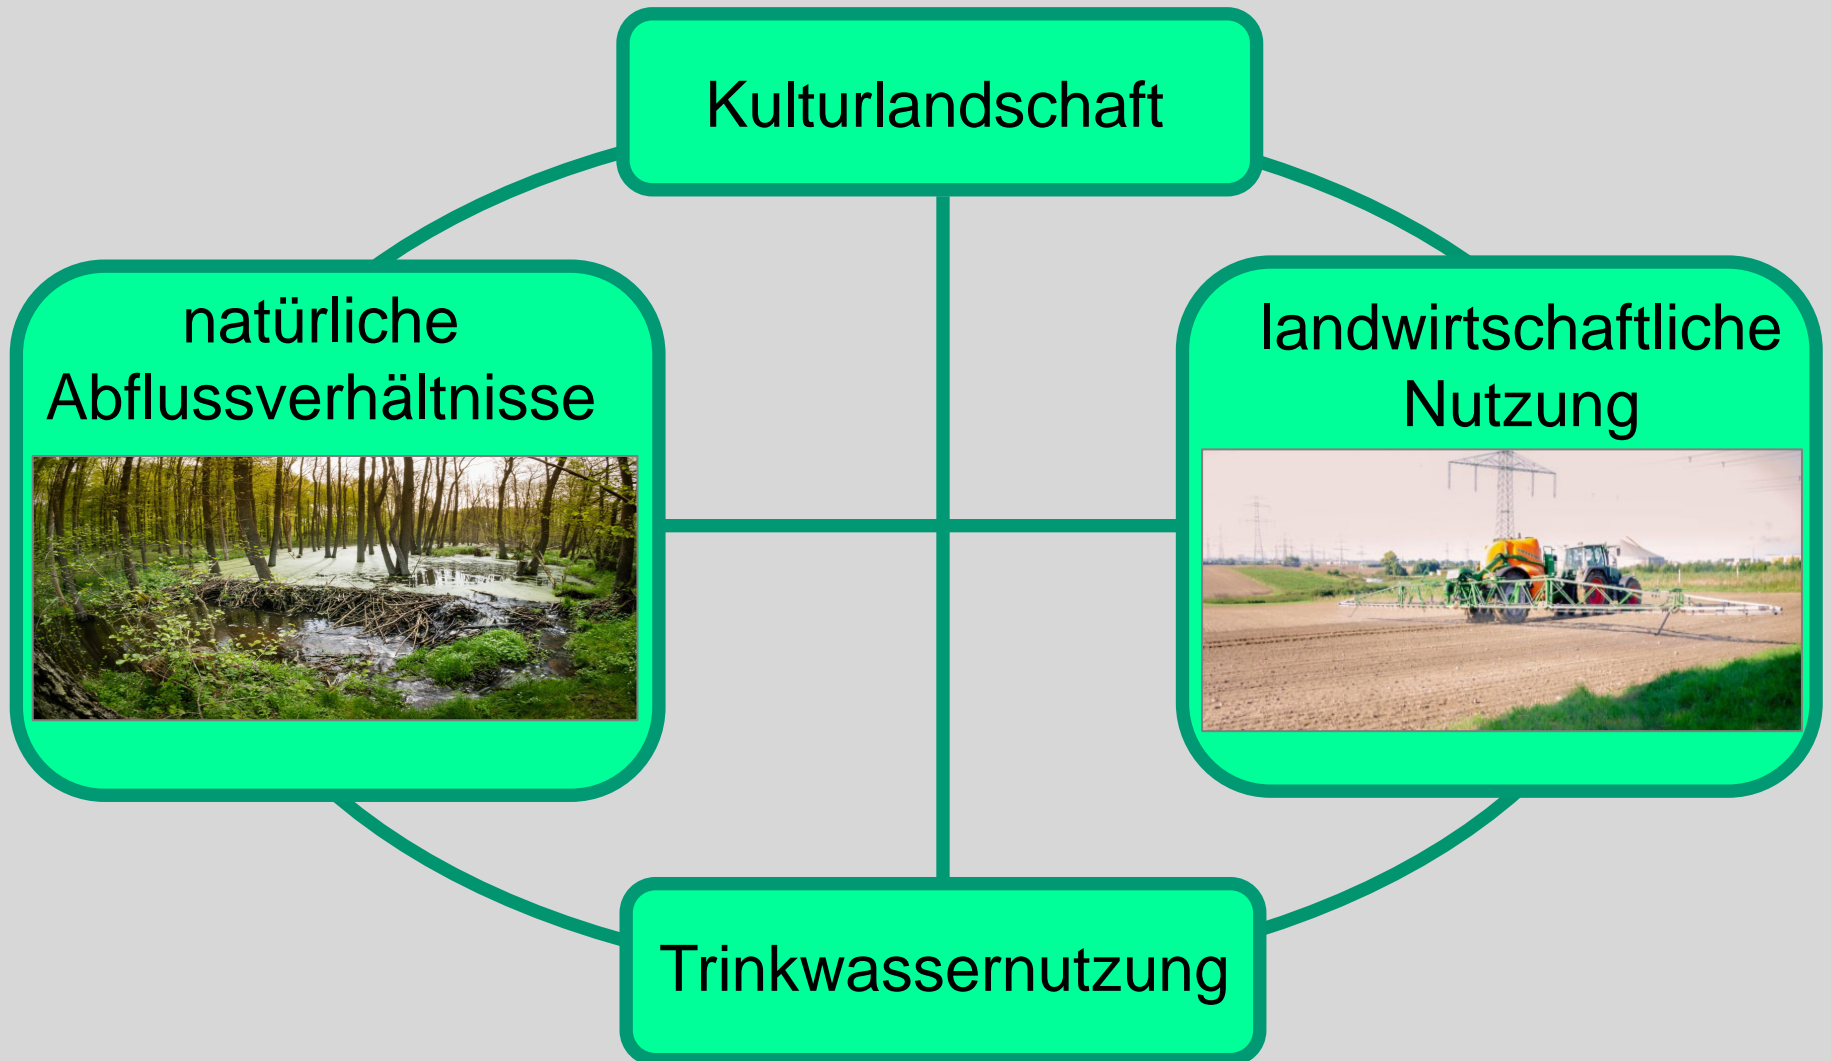 Kulturlandschaft
natürliche
Abflussverhältnisse
landwirtschaftliche
Nutzung
Trinkwassernutzung